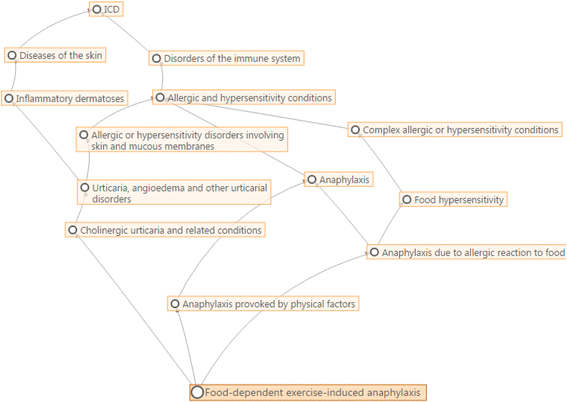 ICD
Diseases of the skin
Disorders of the immune system
Inflammatory dermatoses
Allergic and hypersensitivity conditions
Allergic or hypersensitivity disorders involving
skin and mucous membranes
Complex allergic or hypersensitivity conditions
Anaphylaxis
Urticaria, angioedema and other urticarial
disorders
Food hypersensitivity
Cholinergic urticaria and related conditions
Anaphylaxis due to allergic reaction to food
Anaphylaxis provoked by physical factors
Food-dependent exercise-induced anaphylaxis